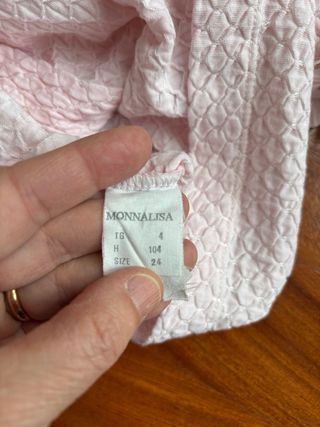 MONNALISA
TG 4
H 104
SIZE 24